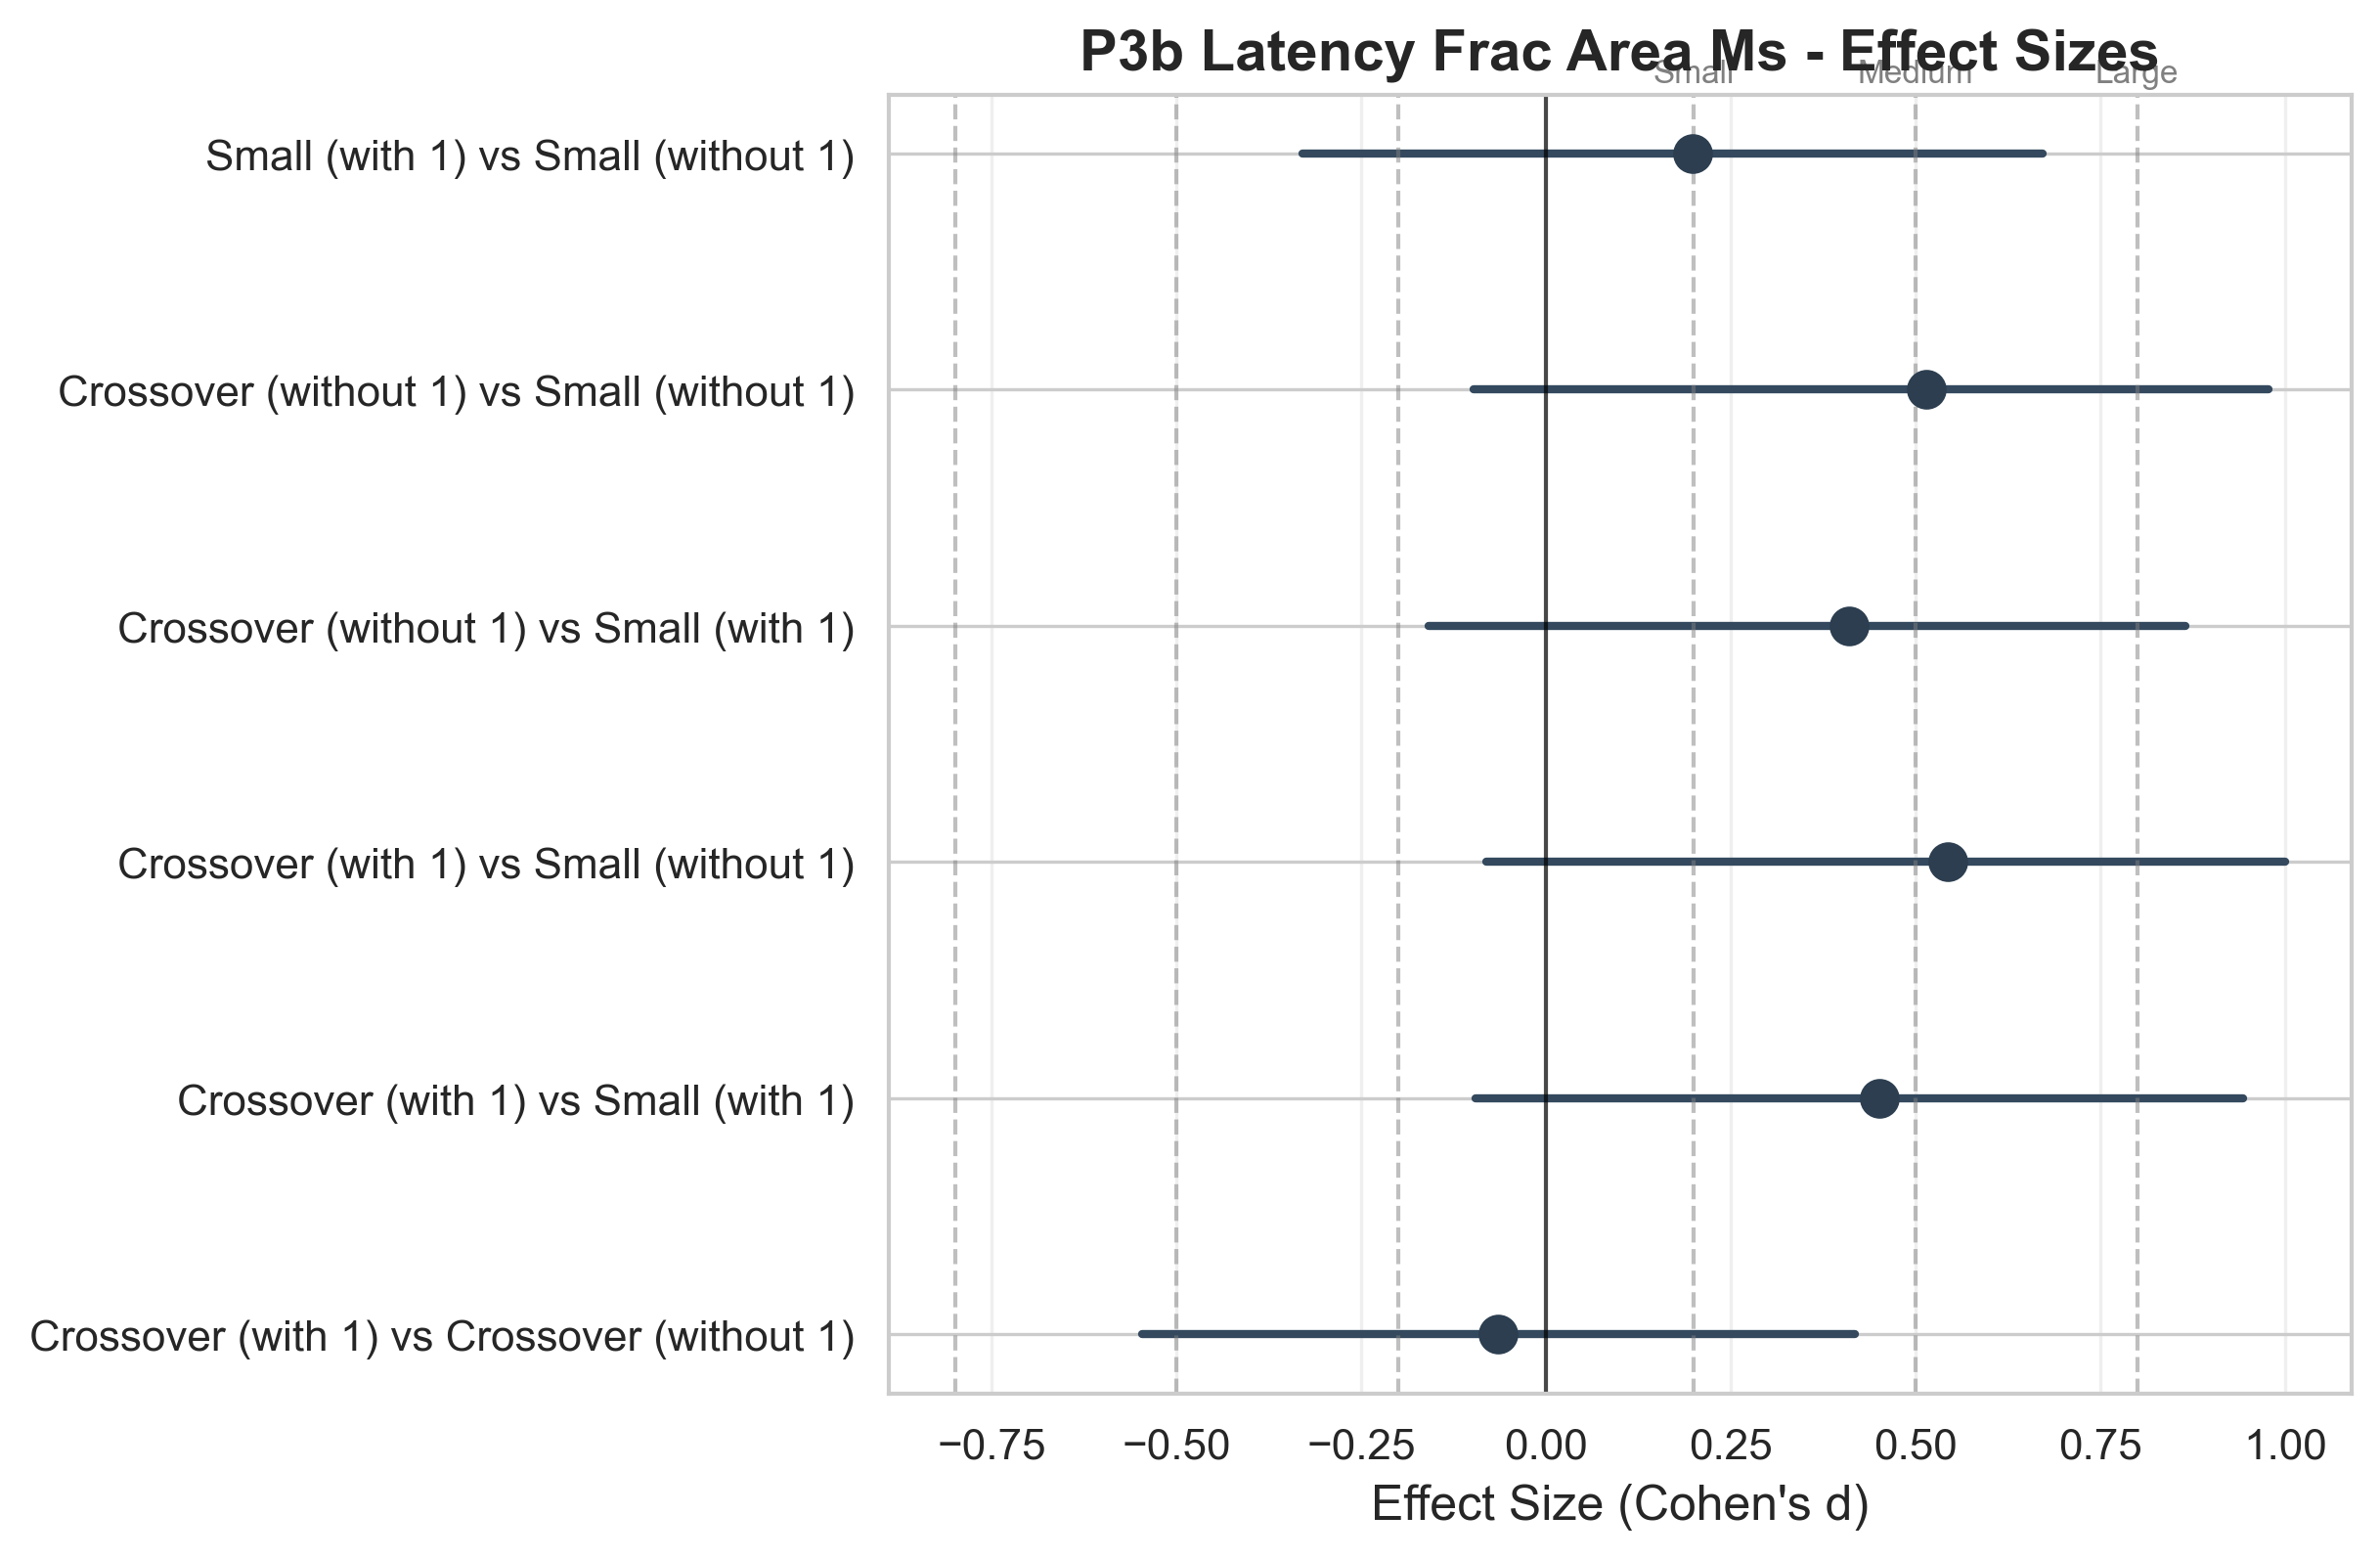 P3b Latency Frac Area Ms - Effect Sizes
Small Medium Large
Small (with 1) vs Small (without 1)
Crossover (without 1) vs Small (without 1)
Crossover (without 1) vs Small (with 1)
Crossover (with 1) vs Small (without 1)
Crossover (with 1) vs Small (with 1)
Crossover (with 1) vs Crossover (without 1)
−0.75 −0.50 −0.25 0.00 0.25 0.50 0.75 1.00
Effect Size (Cohen's d)